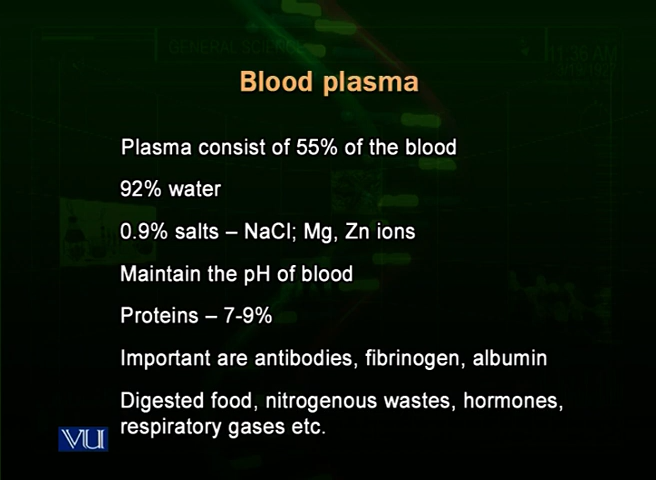 GENERAL SCIENCE
Blood plasma
Plasma consist of 55% of the blood
92% water
0.9% salts – NaCl; Mg, Zn ions
Maintain the pH of blood
Proteins – 7-9%
Important are antibodies, fibrinogen, albumin
Digested food, nitrogenous wastes, hormones,
respiratory gases etc.
VU